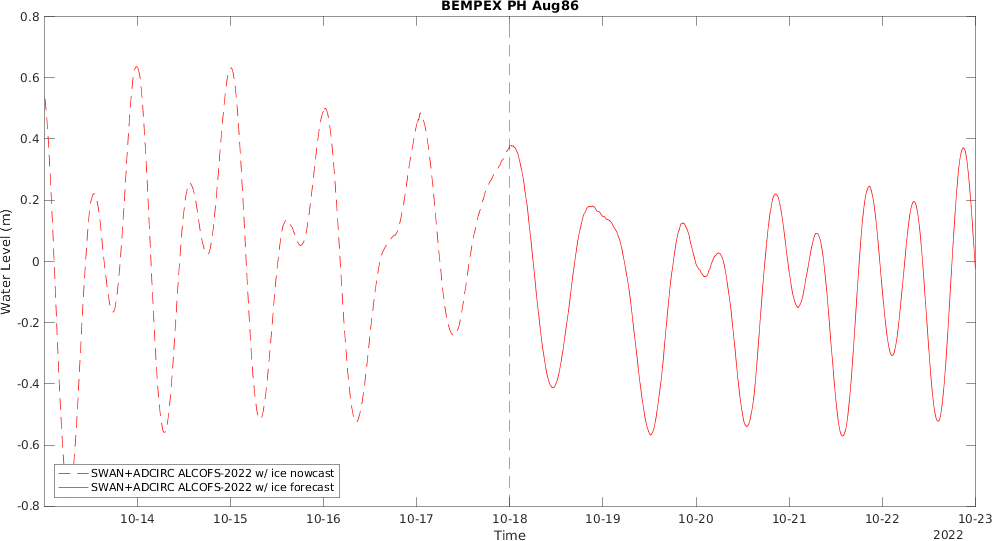 BEMPEX PH Aug86
0.8
0.6
0.4
0.2
0
-0.2
-0.4
-0.6
-0.8
Water Level (m)
SWAN+ADCIRC ALCOFS-2022 w/ ice nowcast
SWAN+ADCIRC ALCOFS-2022 w/ ice forecast
10-14 10-15 10-16 10-17 10-18 10-19 10-20 10-21 10-22 10-23
Time
2022